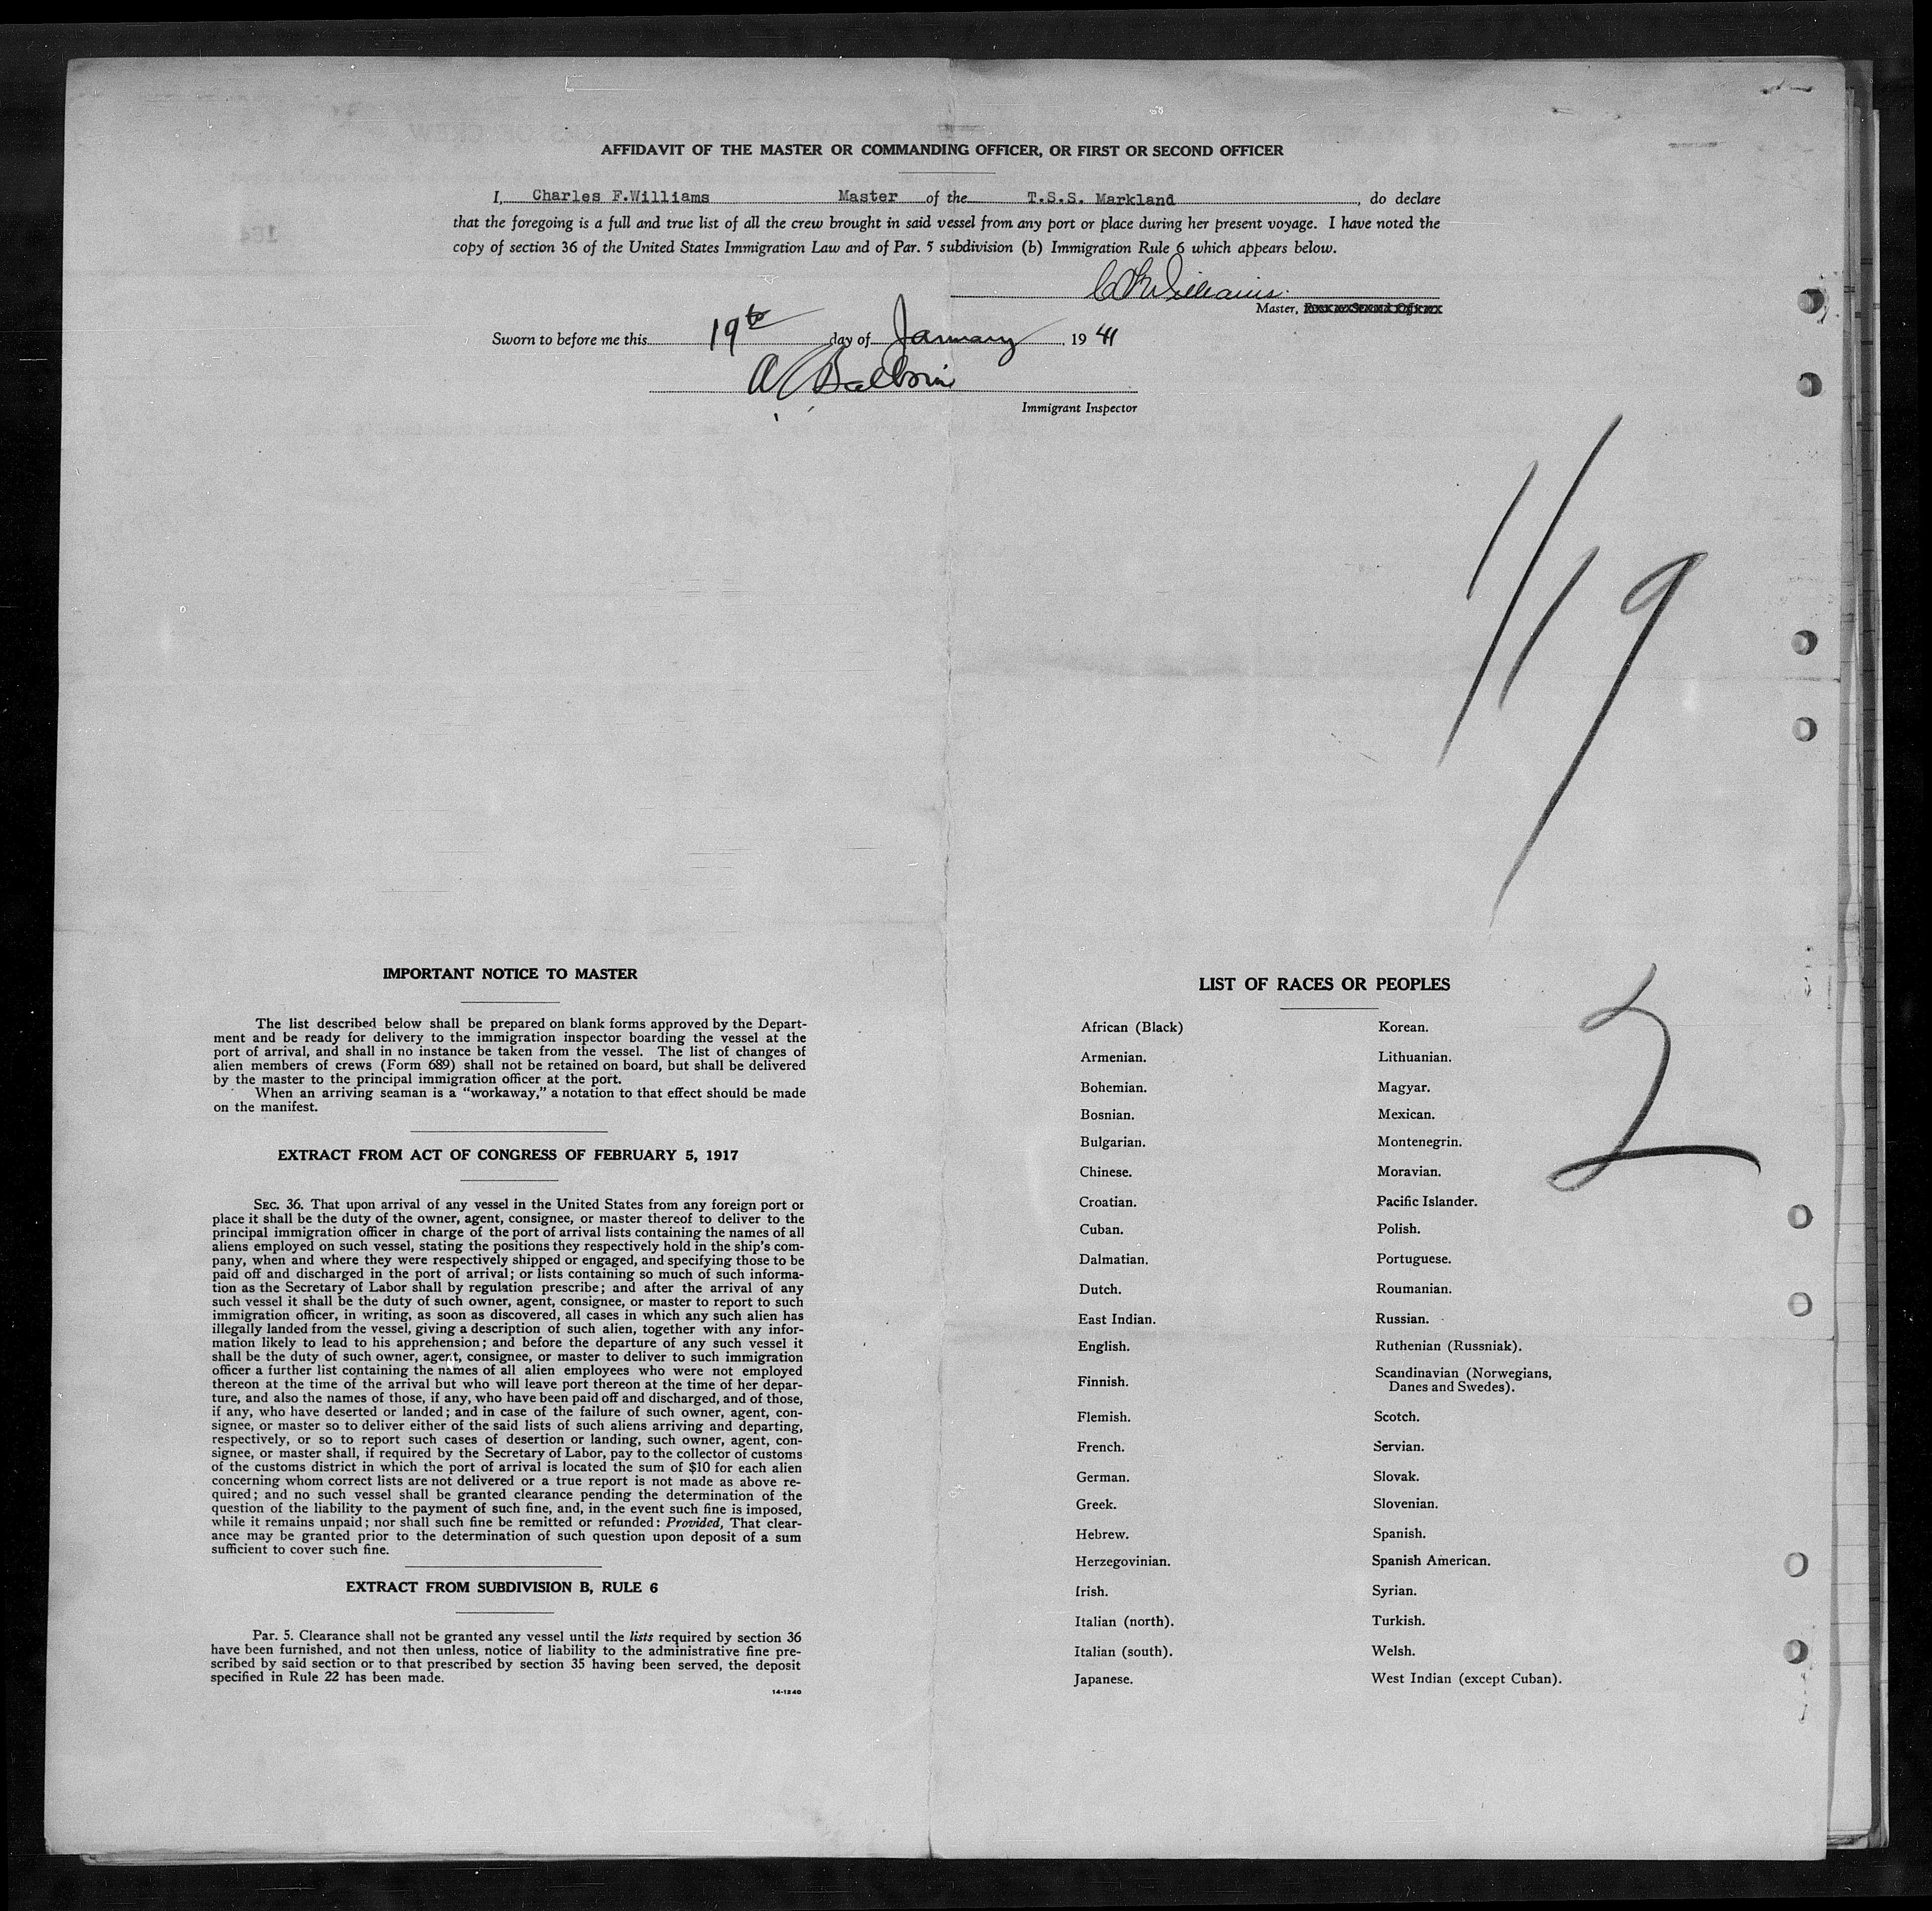 AFFIDAVIT OF THE MASTER OR COMMANDING OFFICER, OR FIRST OR SECOND OFFICER
I, Charles F.Williams Master of the T.S.S. Markland, do declare
that the foregoing is a full and true list of all the crew brought in said vessel from any port or place during her present voyage. I have noted the
copy of section 36 of the United States Immigration Law and of Par. 5 subdivision (b) Immigration Rule 6 which appears below.
C F Williams
Master,
Sworn to before me this 19th day of January, 1941
Immigrant Inspector
1/19
2
IMPORTANT NOTICE TO MASTER
The list described below shall be prepared on blank forms approved by the Depart-
ment and be ready for delivery to the immigration inspector boarding the vessel at the
port of arrival, and shall in no instance be taken from the vessel. The list of changes of
alien members of crews (Form 689) shall not be retained on board, but shall be delivered
by the master to the principal immigration officer at the port.
When an arriving seaman is a “workaway,” a notation to that effect should be made
on the manifest.
EXTRACT FROM ACT OF CONGRESS OF FEBRUARY 5, 1917
SEC. 36. That upon arrival of any vessel in the United States from any foreign port or
place it shall be the duty of the owner, agent, consignee, or master thereof to deliver to the
principal immigration officer in charge of the port of arrival lists containing the names of all
aliens employed on such vessel, stating the positions they respectively hold in the ship’s com-
pany, when and where they were respectively shipped or engaged, and specifying those to be
paid off and discharged in the port of arrival; or lists containing so much of such informa-
tion as the Secretary of Labor shall by regulation prescribe; and after the arrival of any
such vessel it shall be the duty of such owner, agent, consignee, or master to report to such
immigration officer, in writing, as soon as discovered, all cases in which any such alien has
illegally landed from the vessel, giving a description of such alien, together with any infor-
mation likely to lead to his apprehension; and before the departure of any such vessel it
shall be the duty of such owner, agent, consignee, or master to deliver to such immigration
officer a further list containing the names of all alien employees who were not employed
thereon at the time of the arrival but who will leave port thereon at the time of her depar-
ture, and also the names of those, if any, who have been paid off and discharged, and of those,
if any, who have deserted or landed; and in case of the failure of such owner, agent, con-
signee, or master so to deliver either of the said lists of such aliens arriving and departing,
respectively, or so to report such cases of desertion or landing, such owner, agent, con-
signee, or master shall, if required by the Secretary of Labor, pay to the collector of customs
of the customs district in which the port of arrival is located the sum of $10 for each alien
concerning whom correct lists are not delivered or a true report is not made as above re-
quired; and no such vessel shall be granted clearance pending the determination of the
question of the liability to the payment of such fine, and, in the event such fine is imposed,
while it remains unpaid; nor shall such fine be remitted or refunded: Provided, That clear-
ance may be granted prior to the determination of such question upon deposit of a sum
sufficient to cover such fine.
EXTRACT FROM SUBDIVISION B, RULE 6
Par. 5. Clearance shall not be granted any vessel until the lists required by section 36
have been furnished, and not then unless, notice of liability to the administrative fine pre-
scribed by said section or to that prescribed by section 35 having been served, the deposit
specified in Rule 22 has been made.
14-1240
LIST OF RACES OR PEOPLES
African (Black)
Armenian.
Bohemian.
Bosnian.
Bulgarian.
Chinese.
Croatian.
Cuban.
Dalmatian.
Dutch.
East Indian.
English.
Finnish.
Flemish.
French.
German.
Greek.
Hebrew.
Herzegovinian.
Irish.
Italian (north).
Italian (south).
Japanese.
Korean.
Lithuanian.
Magyar.
Mexican.
Montenegrin.
Moravian.
Pacific Islander.
Polish.
Portuguese.
Roumanian.
Russian.
Ruthenian (Russniak).
Scandinavian (Norwegians,
Danes and Swedes).
Scotch.
Servian.
Slovak.
Slovenian.
Spanish.
Spanish American.
Syrian.
Turkish.
Welsh.
West Indian (except Cuban).